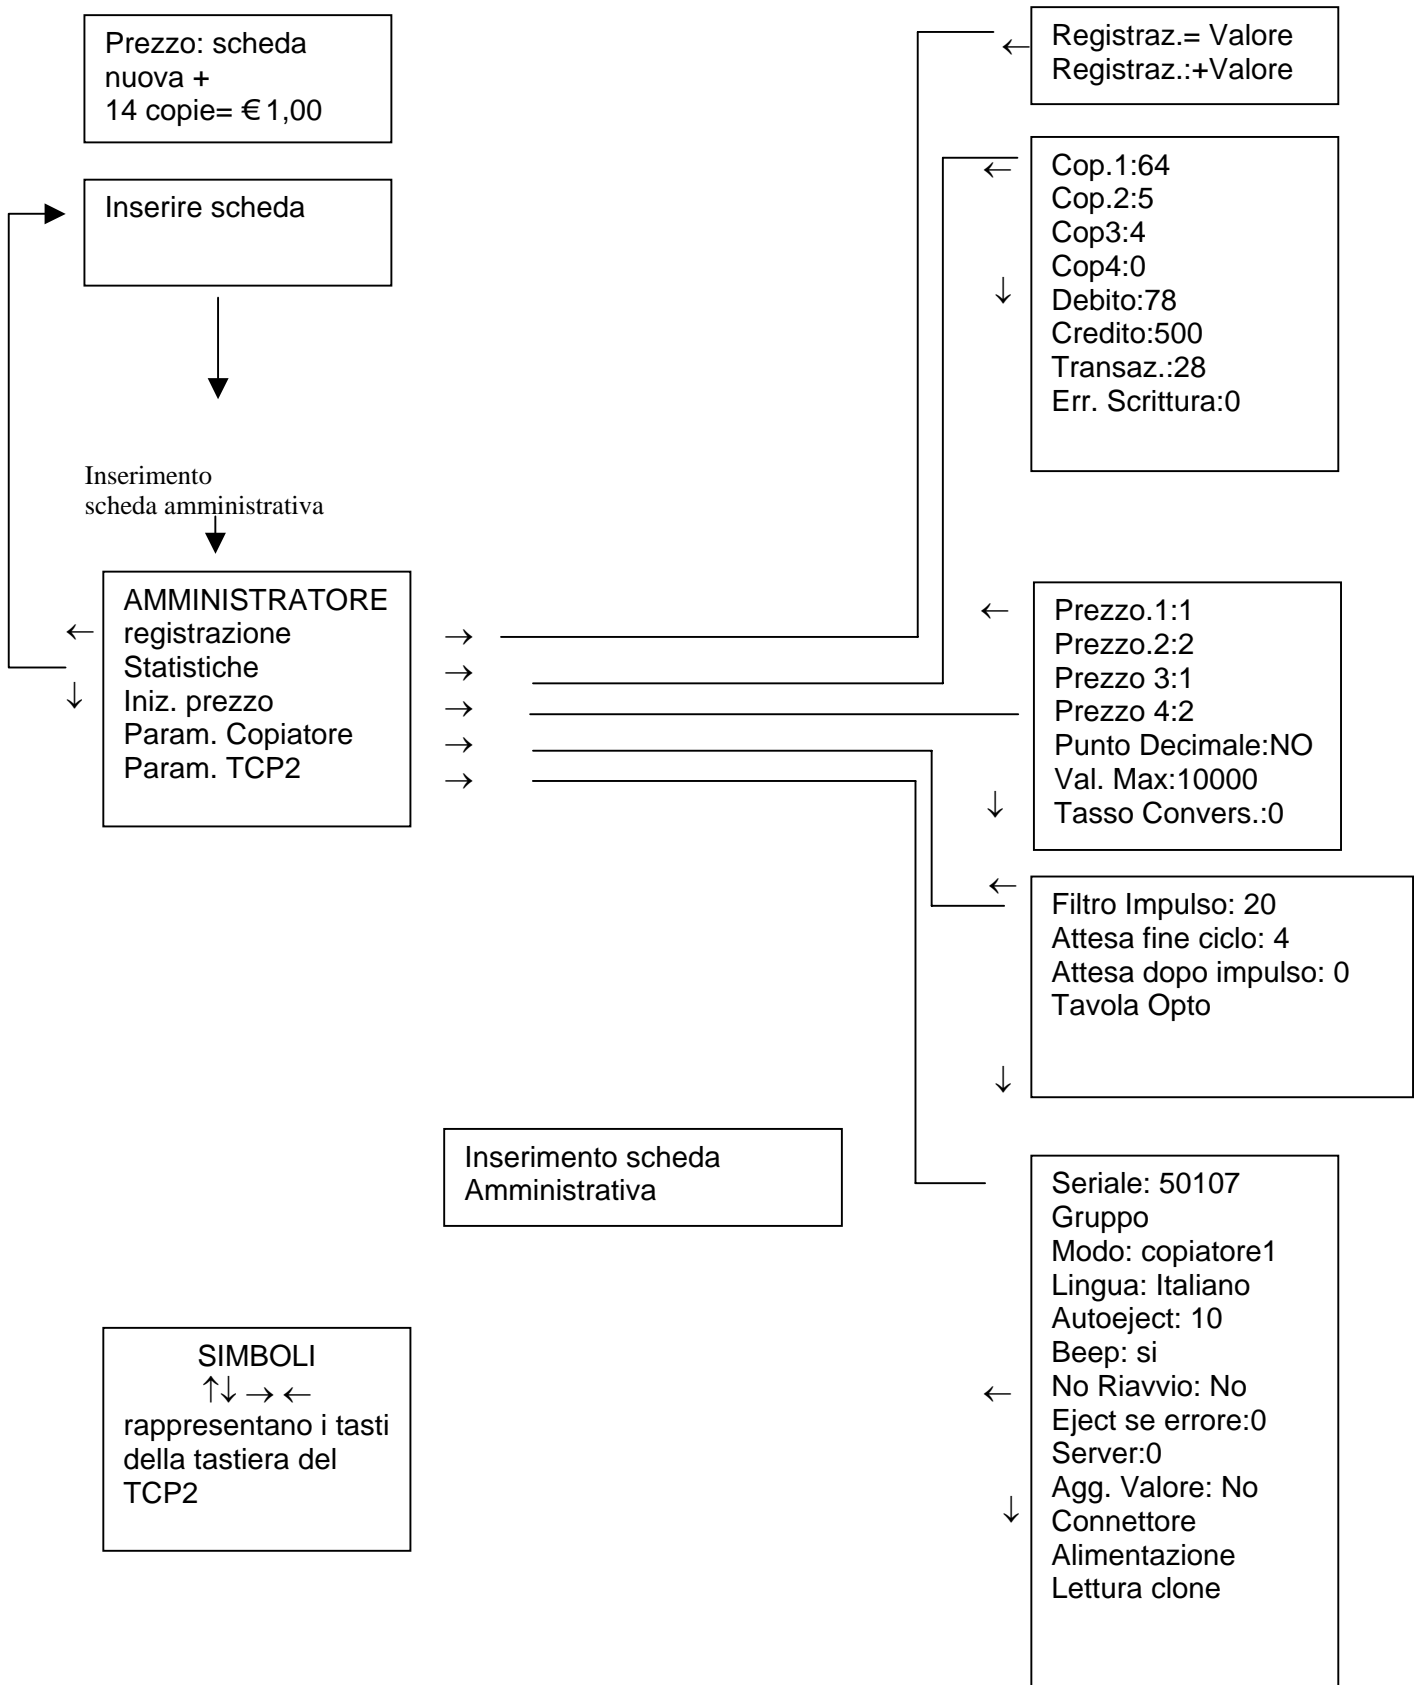 Prezzo: scheda
nuova +
14 copie= € 1,00
Inserire scheda
Inserimento
scheda amministrativa
AMMINISTRATORE
registrazione
Statistiche
Iniz. prezzo
Param. Copiatore
Param. TCP2
Registraz.= Valore
Registraz.:+Valore
Cop.1:64
Cop.2:5
Cop3:4
Cop4:0
Debito:78
Credito:500
Transaz.:28
Err. Scrittura:0
Prezzo.1:1
Prezzo.2:2
Prezzo 3:1
Prezzo 4:2
Punto Decimale:NO
Val. Max:10000
Tasso Convers.:0
Filtro Impulso: 20
Attesa fine ciclo: 4
Attesa dopo impulso: 0
Tavola Opto
Inserimento scheda
Amministrativa
Seriale: 50107
Gruppo
Modo: copiatore1
Lingua: Italiano
Autoeject: 10
Beep: si
No Riavvio: No
Eject se errore:0
Server:0
Agg. Valore: No
Connettore
Alimentazione
Lettura clone
SIMBOLI
↑↓ → ←
rappresentano i tasti
della tastiera del
TCP2